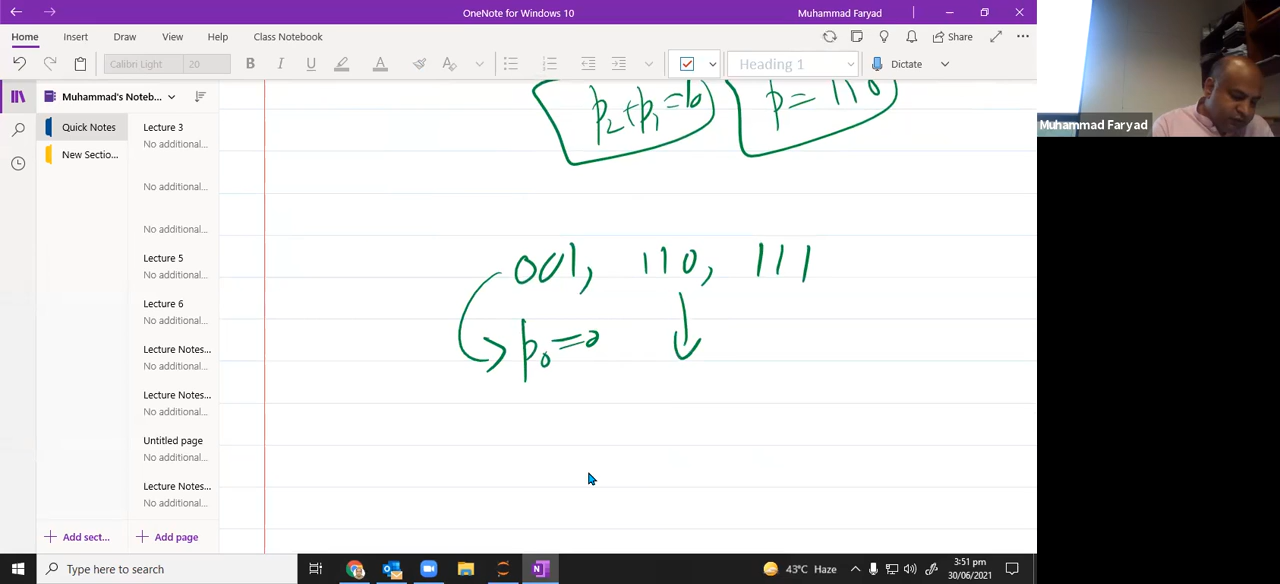 OneNote for Windows 10
Muhammad Faryad
Home Insert Draw View Help Class Notebook Share
Calibri Light 20 B I U A Heading 1 Dictate
Muhammad's Noteb...
Quick Notes
New Sectio...
Lecture 3
No additional...
No additional...
No additional...
Lecture 5
No additional...
Lecture 6
No additional...
Lecture Notes...
No additional...
Lecture Notes...
No additional...
Untitled page
No additional...
Lecture Notes...
No additional...
Add sect... Add page
p₂+p₁=10 p=110
001, 110, 111
p₀=0
Muhammad Faryad
Type here to search
43°C Haze
3:51 pm
30/06/2021